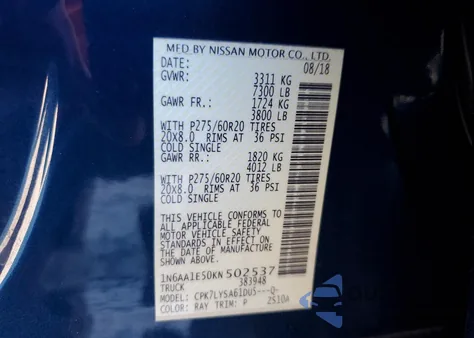 MFD BY NISSAN MOTOR CO., LTD.
DATE: 08/18
GVWR: 3311 KG
7300 LB
GAWR FR.: 1724 KG
3800 LB
WITH P275/60R20 TIRES
20X8.0 RIMS AT 36 PSI
COLD SINGLE
GAWR RR.: 1820 KG
4012 LB
WITH P275/60R20 TIRES
20X8.0 RIMS AT 36 PSI
COLD SINGLE
THIS VEHICLE CONFORMS TO
ALL APPLICABLE FEDERAL
MOTOR VEHICLE SAFETY
STANDARDS IN EFFECT ON
THE DATE OF MANUFACTURE
SHOWN ABOVE.
1N6AA1E50KN502537
TRUCK 383948
MODEL: CPK7LYSA61DU5---Q-
COLOR: RAY TRIM: P 2S10A